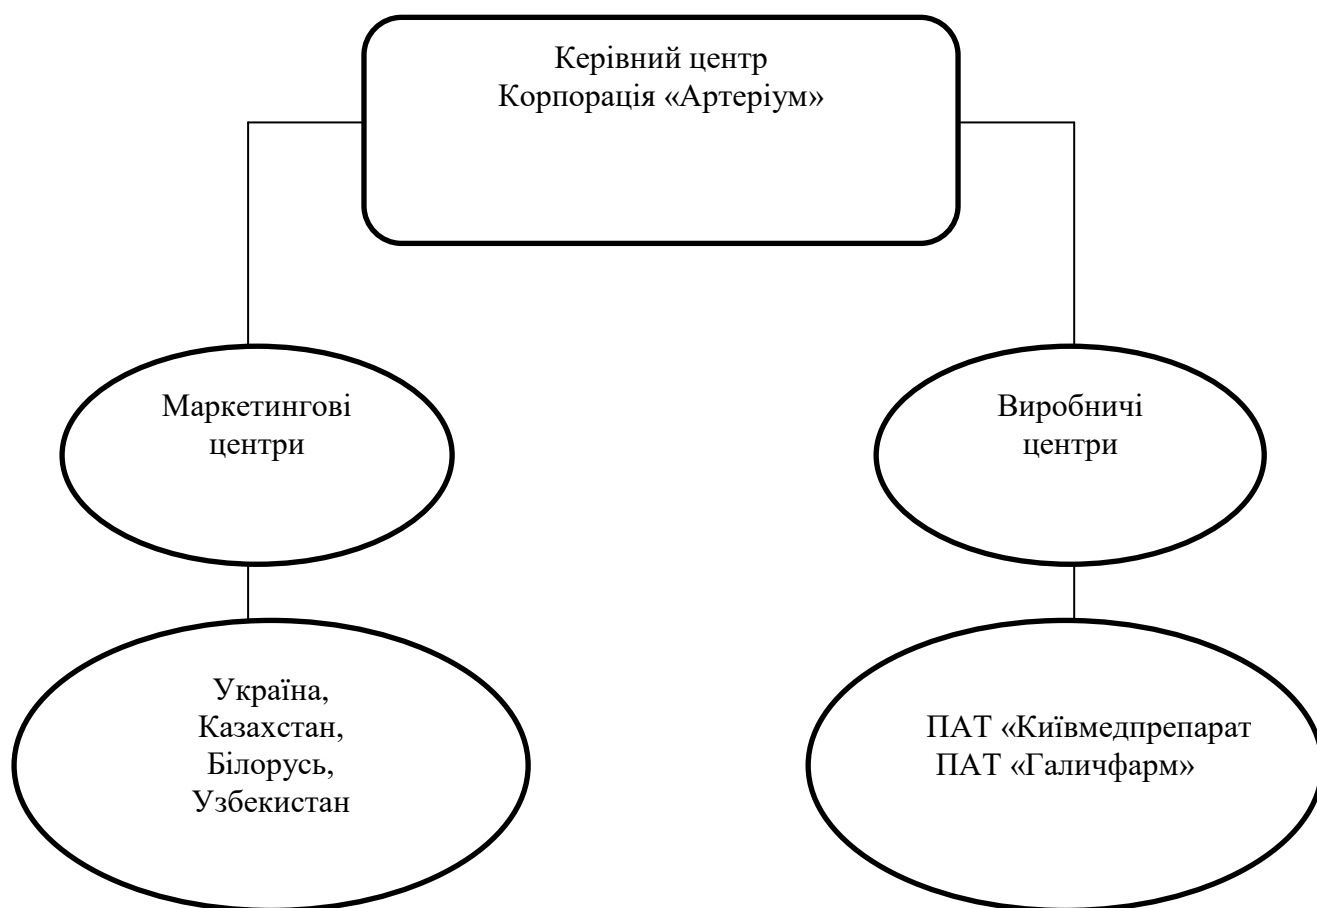 Керівний центр
Корпорація «Артеріум»
Маркетингові
центри
Виробничі
центри
Україна,
Казахстан,
Білорусь,
Узбекистан
ПАТ «Київмедпрепарат
ПАТ «Галичфарм»